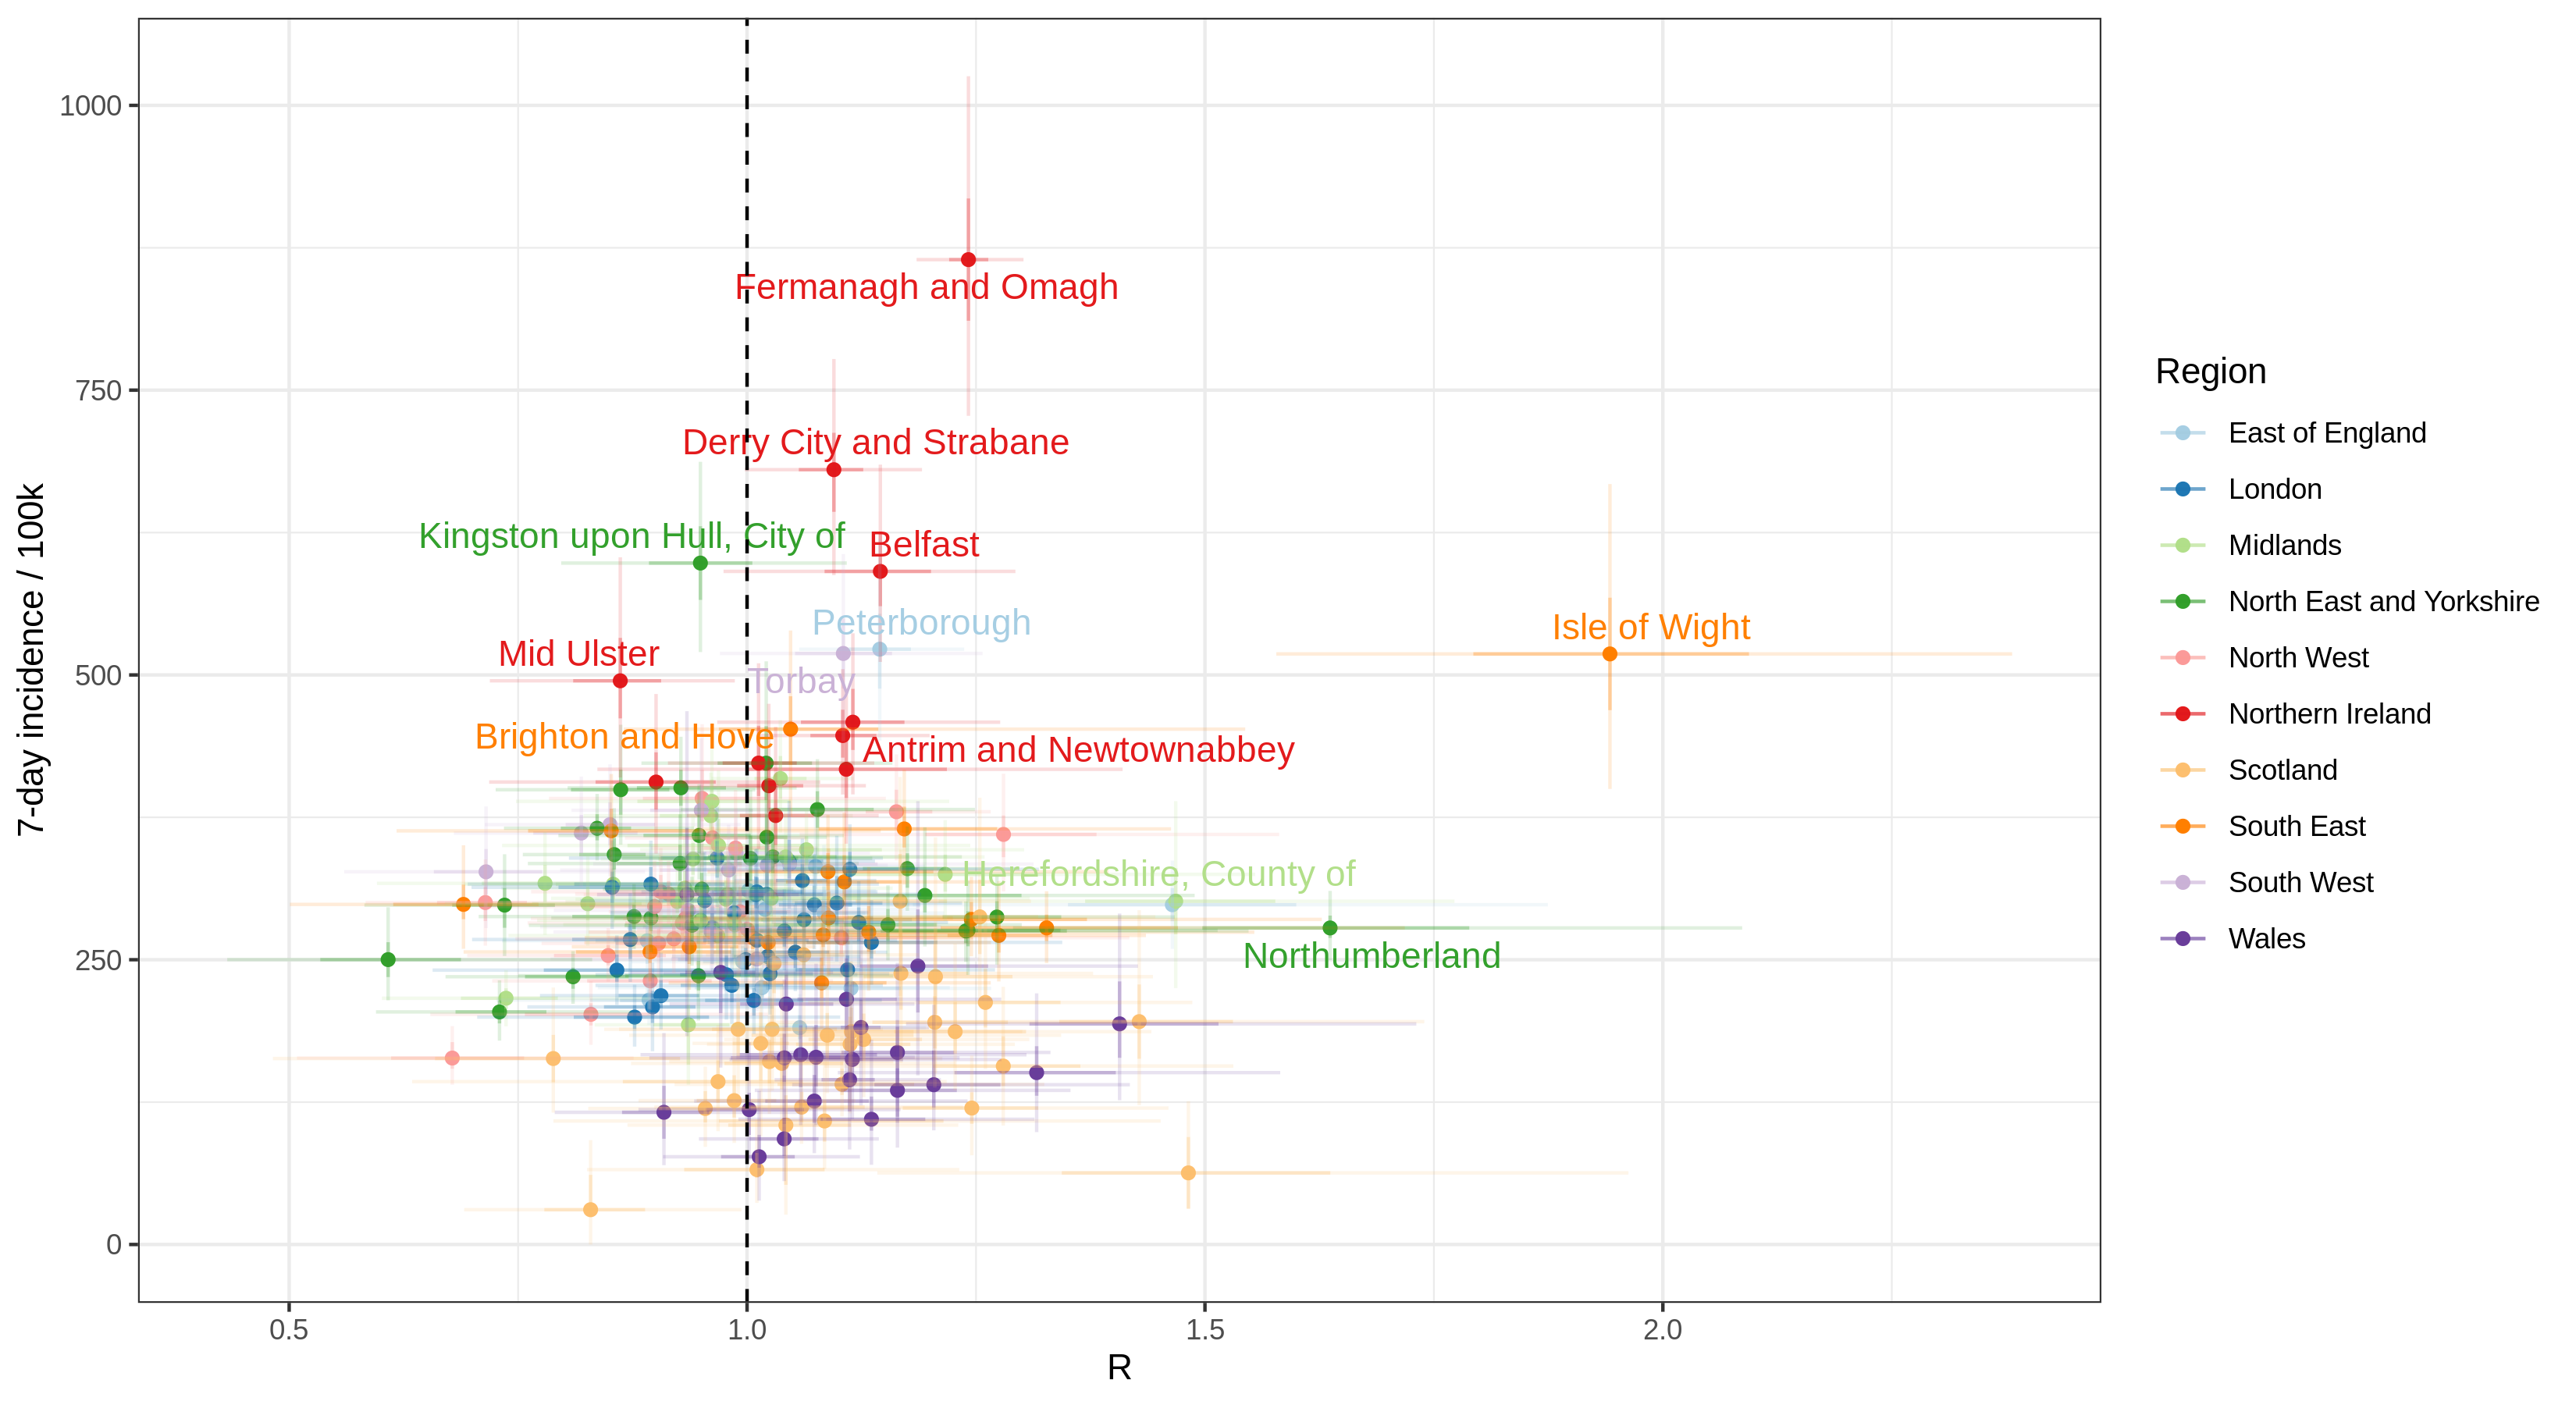 1000
750
500
250
0
7-day incidence / 100k
Fermanagh and Omagh
Derry City and Strabane
Kingston upon Hull, City of
Belfast
Peterborough
Isle of Wight
Mid Ulster
Torbay
Brighton and Hove
Antrim and Newtownabbey
Herefordshire, County of
Northumberland
0.5
1.0
1.5
2.0
R
Region
East of England
London
Midlands
North East and Yorkshire
North West
Northern Ireland
Scotland
South East
South West
Wales